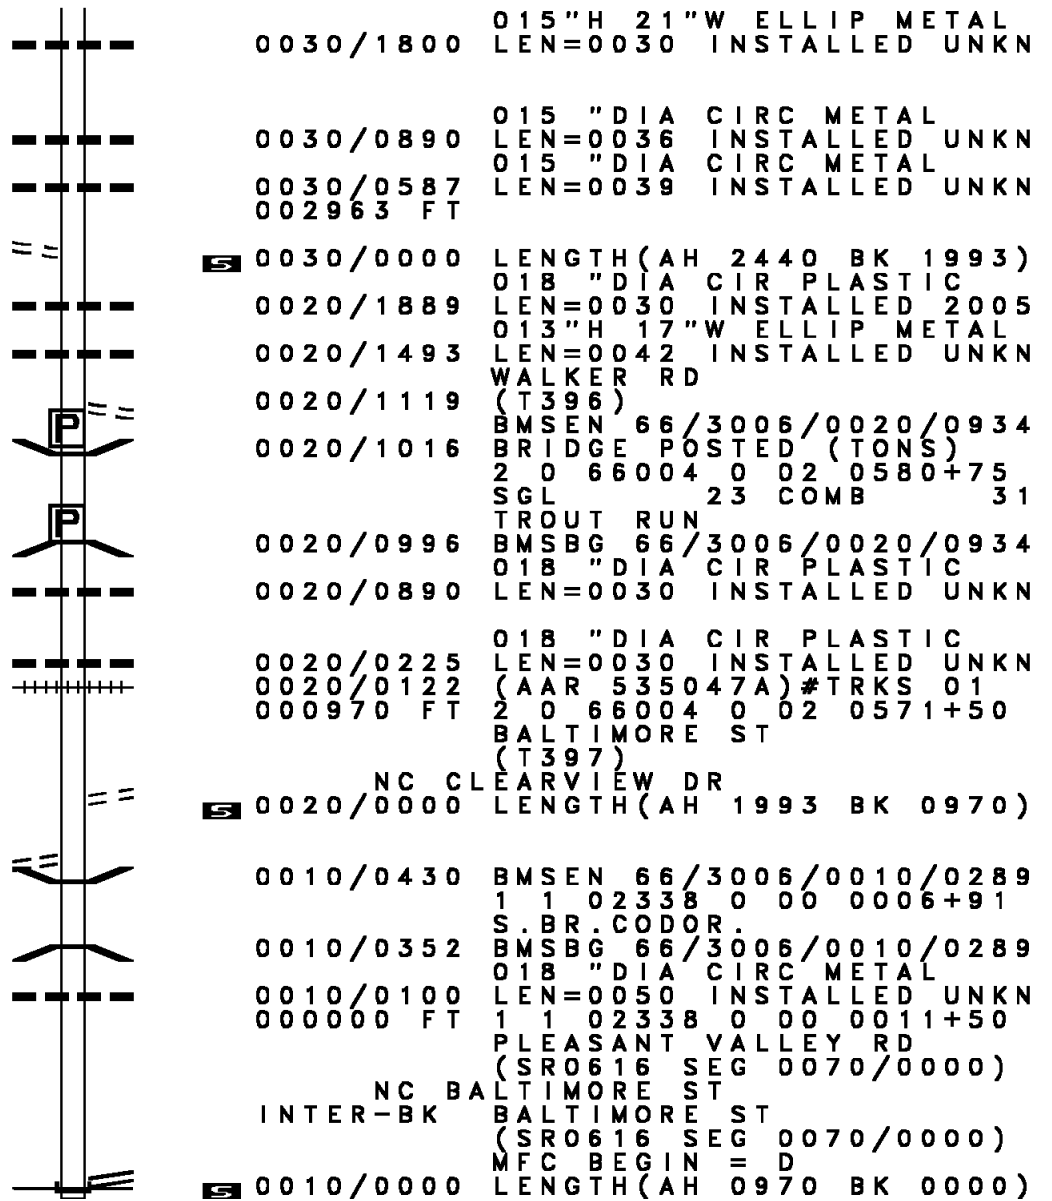 015"H 21"W ELLIP METAL
0030/1800 LEN=0030 INSTALLED UNKN
015 "DIA CIRC METAL
0030/0890 LEN=0036 INSTALLED UNKN
015 "DIA CIRC METAL
0030/0587 LEN=0039 INSTALLED UNKN
002963 FT
S 0030/0000 LENGTH(AH 2440 BK 1993)
018 "DIA CIR PLASTIC
0020/1889 LEN=0030 INSTALLED 2005
013"H 17"W ELLIP METAL
0020/1493 LEN=0042 INSTALLED UNKN
WALKER RD
0020/1119 (T396)
P BMSEN 66/3006/0020/0934
0020/1016 BRIDGE POSTED (TONS)
2 0 66004 0 02 0580+75
SGL 23 COMB 31
P TROUT RUN
0020/0996 BMSBG 66/3006/0020/0934
018 "DIA CIR PLASTIC
0020/0890 LEN=0030 INSTALLED UNKN
018 "DIA CIR PLASTIC
0020/0225 LEN=0030 INSTALLED UNKN
0020/0122 (AAR 535047A)#TRKS 01
000970 FT 2 0 66004 0 02 0571+50
BALTIMORE ST
(T397)
NC CLEARVIEW DR
S 0020/0000 LENGTH(AH 1993 BK 0970)
0010/0430 BMSEN 66/3006/0010/0289
1 1 02338 0 00 0006+91
S.BR.CODOR.
0010/0352 BMSBG 66/3006/0010/0289
018 "DIA CIRC METAL
0010/0100 LEN=0050 INSTALLED UNKN
000000 FT 1 1 02338 0 00 0011+50
PLEASANT VALLEY RD
(SR0616 SEG 0070/0000)
NC BALTIMORE ST
INTER-BK BALTIMORE ST
(SR0616 SEG 0070/0000)
MFC BEGIN = D
S 0010/0000 LENGTH(AH 0970 BK 0000)